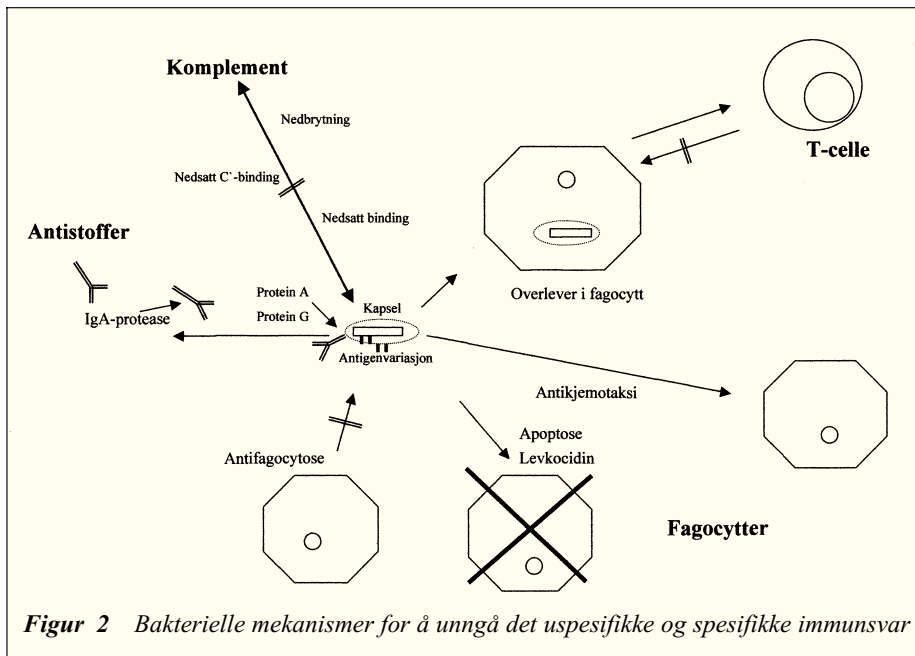 Komplement
Nedbrytning
T-celle
Nedsatt C`-binding
Nedsatt binding
Antistoffer
Overlever i fagocytt
Protein A
Kapsel
IgA-protease
Protein G
Antigenvariasjon
Antikjemotaksi
Apoptose
Antifagocytose
Levkocidin
Fagocytter
Figur 2 Bakterielle mekanismer for å unngå det uspesifikke og spesifikke immunsvar